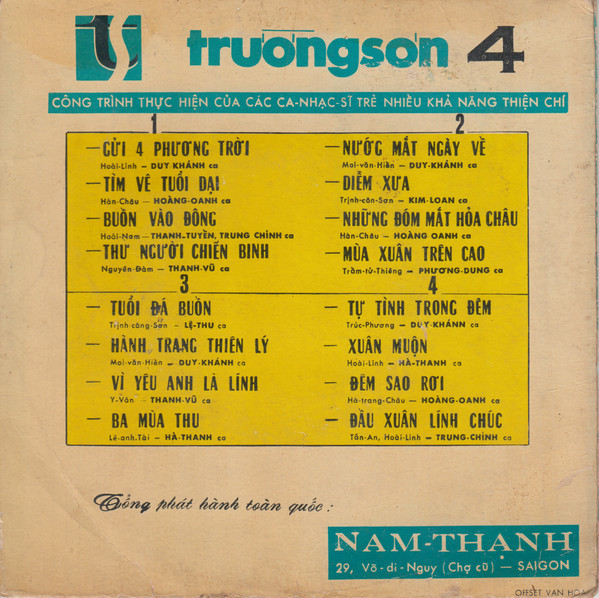 ts trườngsơn 4
CÔNG TRÌNH THỰC HIỆN CỦA CÁC CA-NHẠC-SĨ TRẺ NHIỀU KHẢ NĂNG THIỆN CHÍ
1
— GỬI 4 PHƯƠNG TRỜI
Hoài-Linh — DUY-KHÁNH ca
— TÌM VỀ TUỔI DẠI
Hàn-Châu — HOÀNG-OANH ca
— BUỒN VÀO ĐÔNG
Hoài-Nam — THANH-TUYỀN, TRUNG CHỈNH ca
— THƯ NGƯỜI CHIẾN BINH
Nguyên-Đàm — THANH-VŨ ca
2
— NƯỚC MẮT NGÀY VỀ
Mai-văn-Hiền — DUY-KHÁNH ca
— DIỄM XƯA
Trịnh-côn-Sơn — KIM-LOAN ca
— NHỮNG ĐÓM MẮT HỎA CHÂU
Hàn-Châu — HOÀNG OANH ca
— MÙA XUÂN TRÊN CAO
Trầm-tử-Thiêng — PHƯƠNG-DUNG ca
3
— TUỔI ĐÁ BUỒN
Trịnh-công-Sơn — LỆ-THU ca
— HÀNH TRANG THIÊN LÝ
Mai-văn-Hiền — DUY-KHÁNH ca
— VÌ YÊU ANH LÀ LÍNH
Y-Vân — THANH-VŨ ca
— BA MÙA THU
Lê-anh.Tài — HÀ-THANH ca
4
— TỰ TÌNH TRONG ĐÊM
Trúc-Phương — DUY-KHÁNN ca
— XUÂN MUỘN
Hoài-Linh — HÀ-THANH ca
— ĐÊM SAO RƠI
Hà-trang-Châu — HOÀNG-OANH ca
— ĐẦU XUÂN LÍNH CHÚC
Tấn-An, Hoài-Linh — TRUNG-CHỈNH ca
Tổng phát hành toàn quốc :
NAM-THẠNH
29, Võ-di-Nguy (Chợ cũ) — SAIGON
OFFSET VĂN HOA